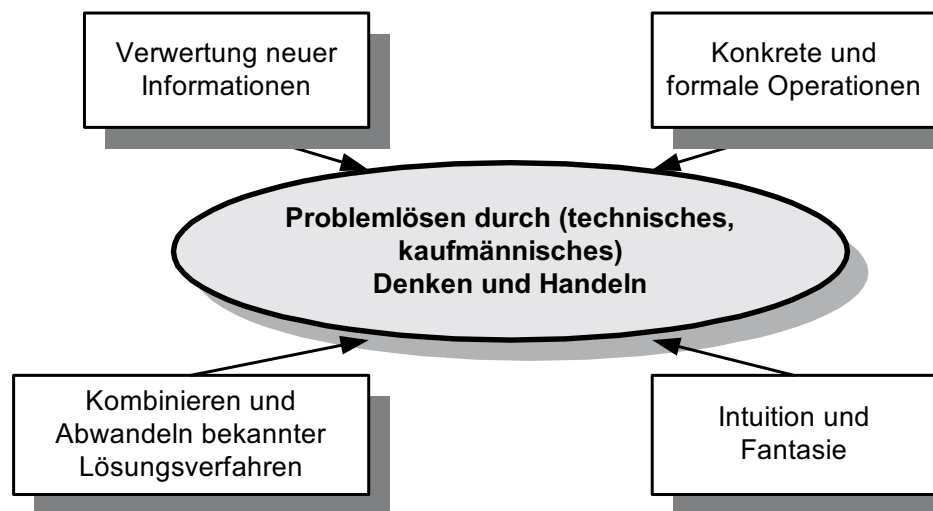 Verwertung neuer
Informationen
Konkrete und
formale Operationen
Problemlösen durch (technisches,
kaufmännisches)
Denken und Handeln
Kombinieren und
Abwandeln bekannter
Lösungsverfahren
Intuition und
Fantasie